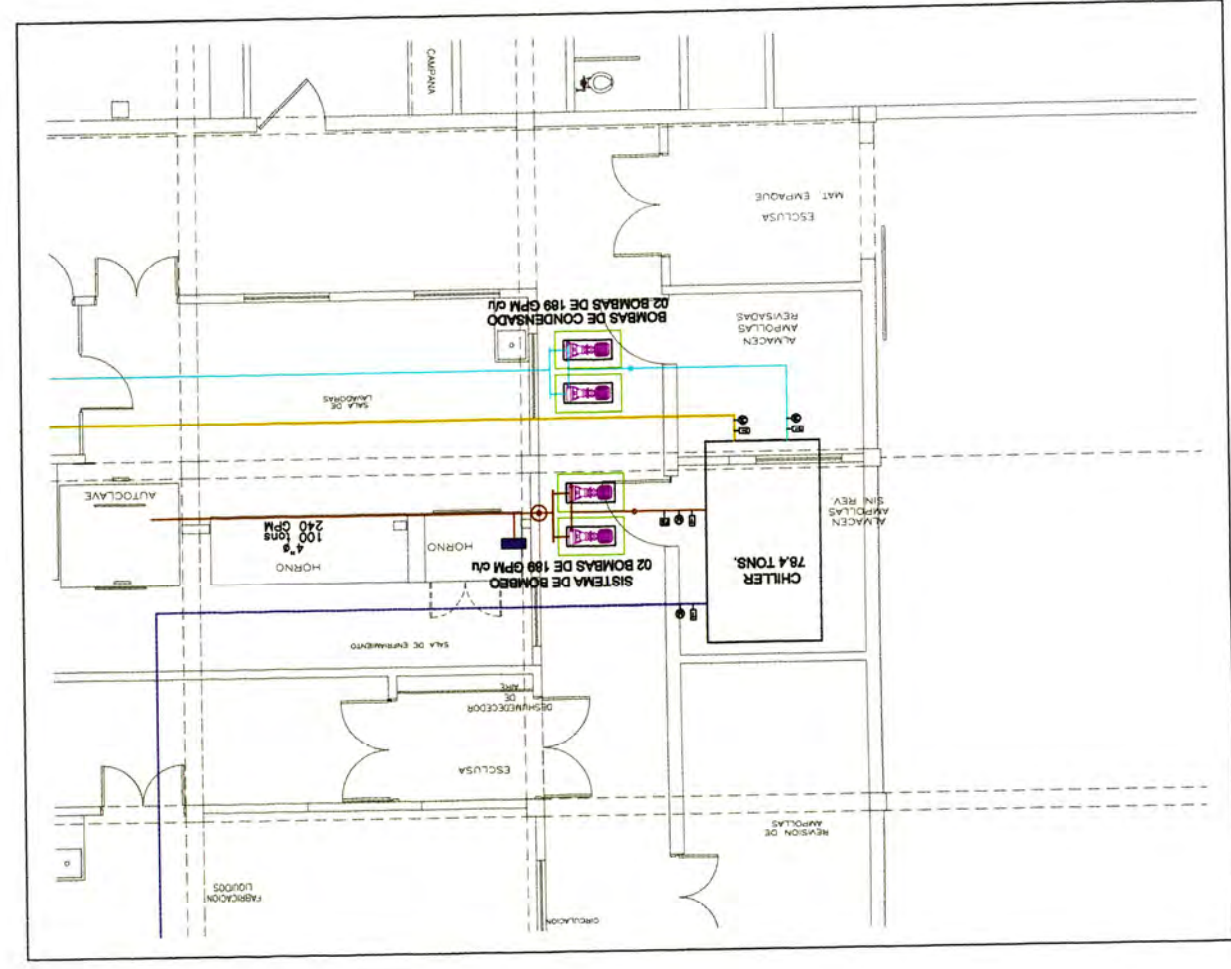 CIRCULACION
FABRICACION
LIQUIDOS
REVISION DE
AMPOLLAS
ESCLUSA
DESHUMEDECEDOR
DE
AIRE
SALA DE ENFRIAMIENTO
CHILLER
78.4 TONS.
SISTEMA DE BOMBEO
02 BOMBAS DE 189 GPM c/u
HORNO
HORNO
4"ø
100 tons
240 GPM
AUTOCLAVE
ALMACEN
AMPOLLAS
SIN. REV.
SALA DE
LAVADORAS
ALMACEN
AMPOLLAS
REVISADAS
BOMBAS DE CONDENSADO
02 BOMBAS DE 189 GPM c/u
ESCLUSA
MAT. EMPAQUE
CAMPANA